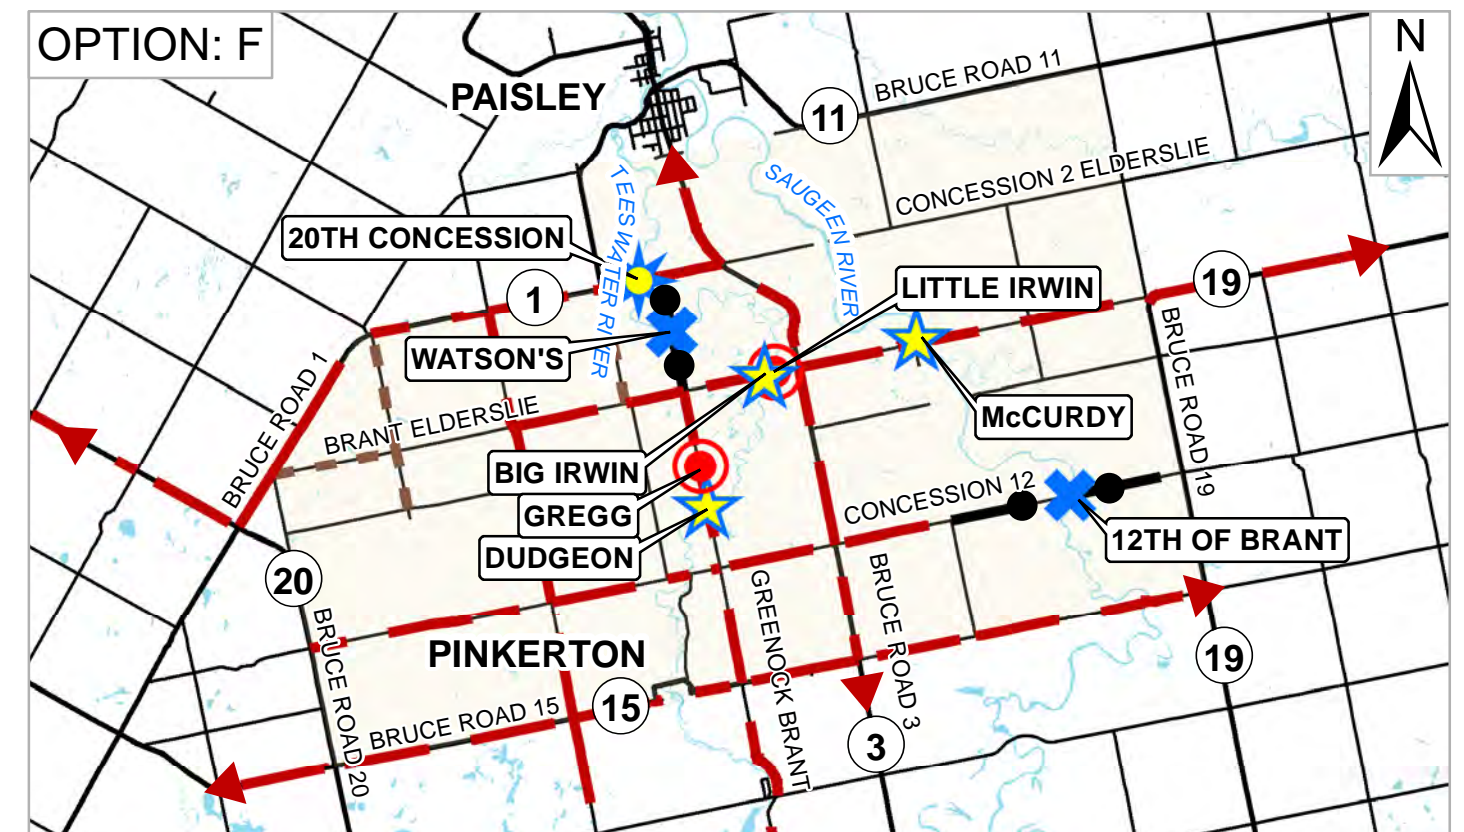 OPTION: F
N
PAISLEY
BRUCE ROAD 11
11
CONCESSION 2 ELDERSLIE
TEESWATER RIVER
SAUGEEN RIVER
20TH CONCESSION
1
LITTLE IRWIN
19
WATSON'S
BRUCE ROAD 1
BRANT ELDERSLIE
McCURDY
BRUCE ROAD 19
BIG IRWIN
GREGG
CONCESSION 12
DUDGEON
12TH OF BRANT
20
BRUCE ROAD 20
PINKERTON
GREENOCK BRANT
BRUCE ROAD 3
19
BRUCE ROAD 15
15
3